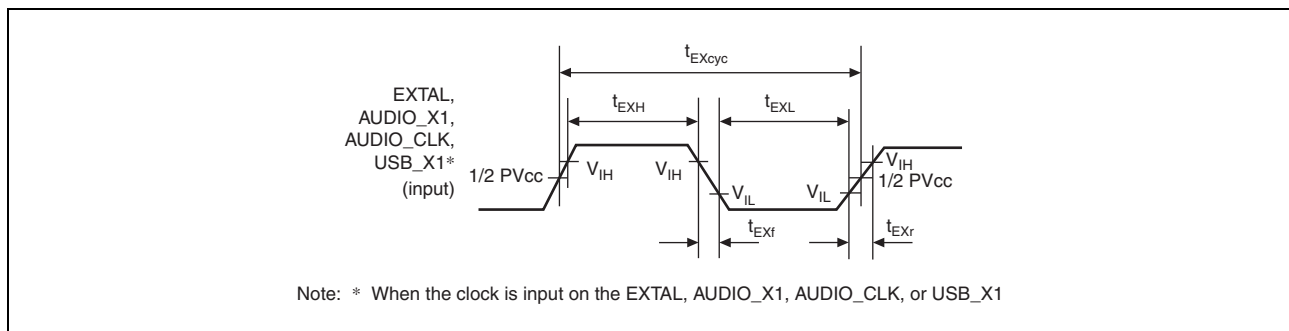 tEXcyc
EXTAL,
AUDIO_X1,
AUDIO_CLK,
USB_X1*
(input)
tEXH
tEXL
1/2 PVcc
VIH
VIH
VIL
VIL
VIH
1/2 PVcc
tEXf
tEXr
Note: * When the clock is input on the EXTAL, AUDIO_X1, AUDIO_CLK, or USB_X1